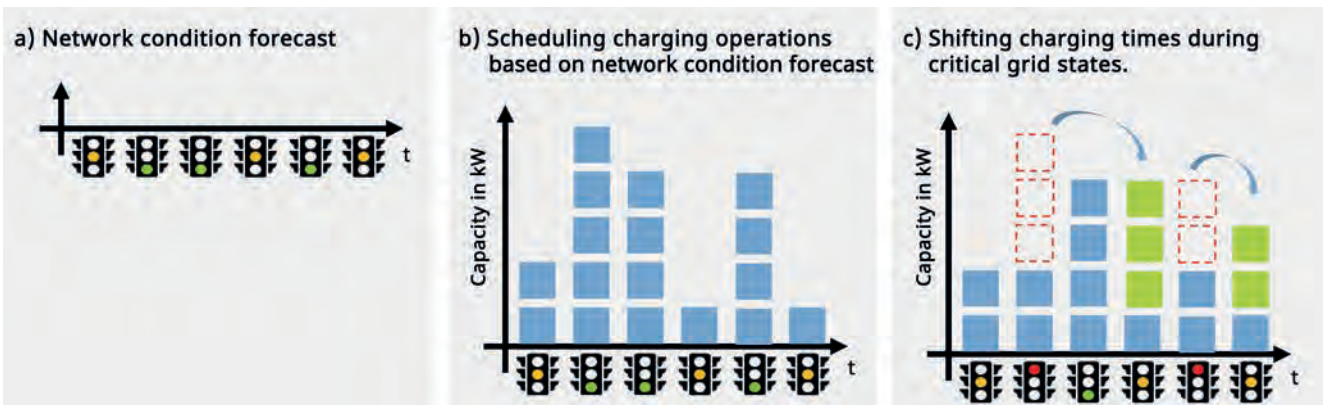 a) Network condition forecast
t
b) Scheduling charging operations
based on network condition forecast
Capacity in kW
t
c) Shifting charging times during
critical grid states.
Capacity in kW
t